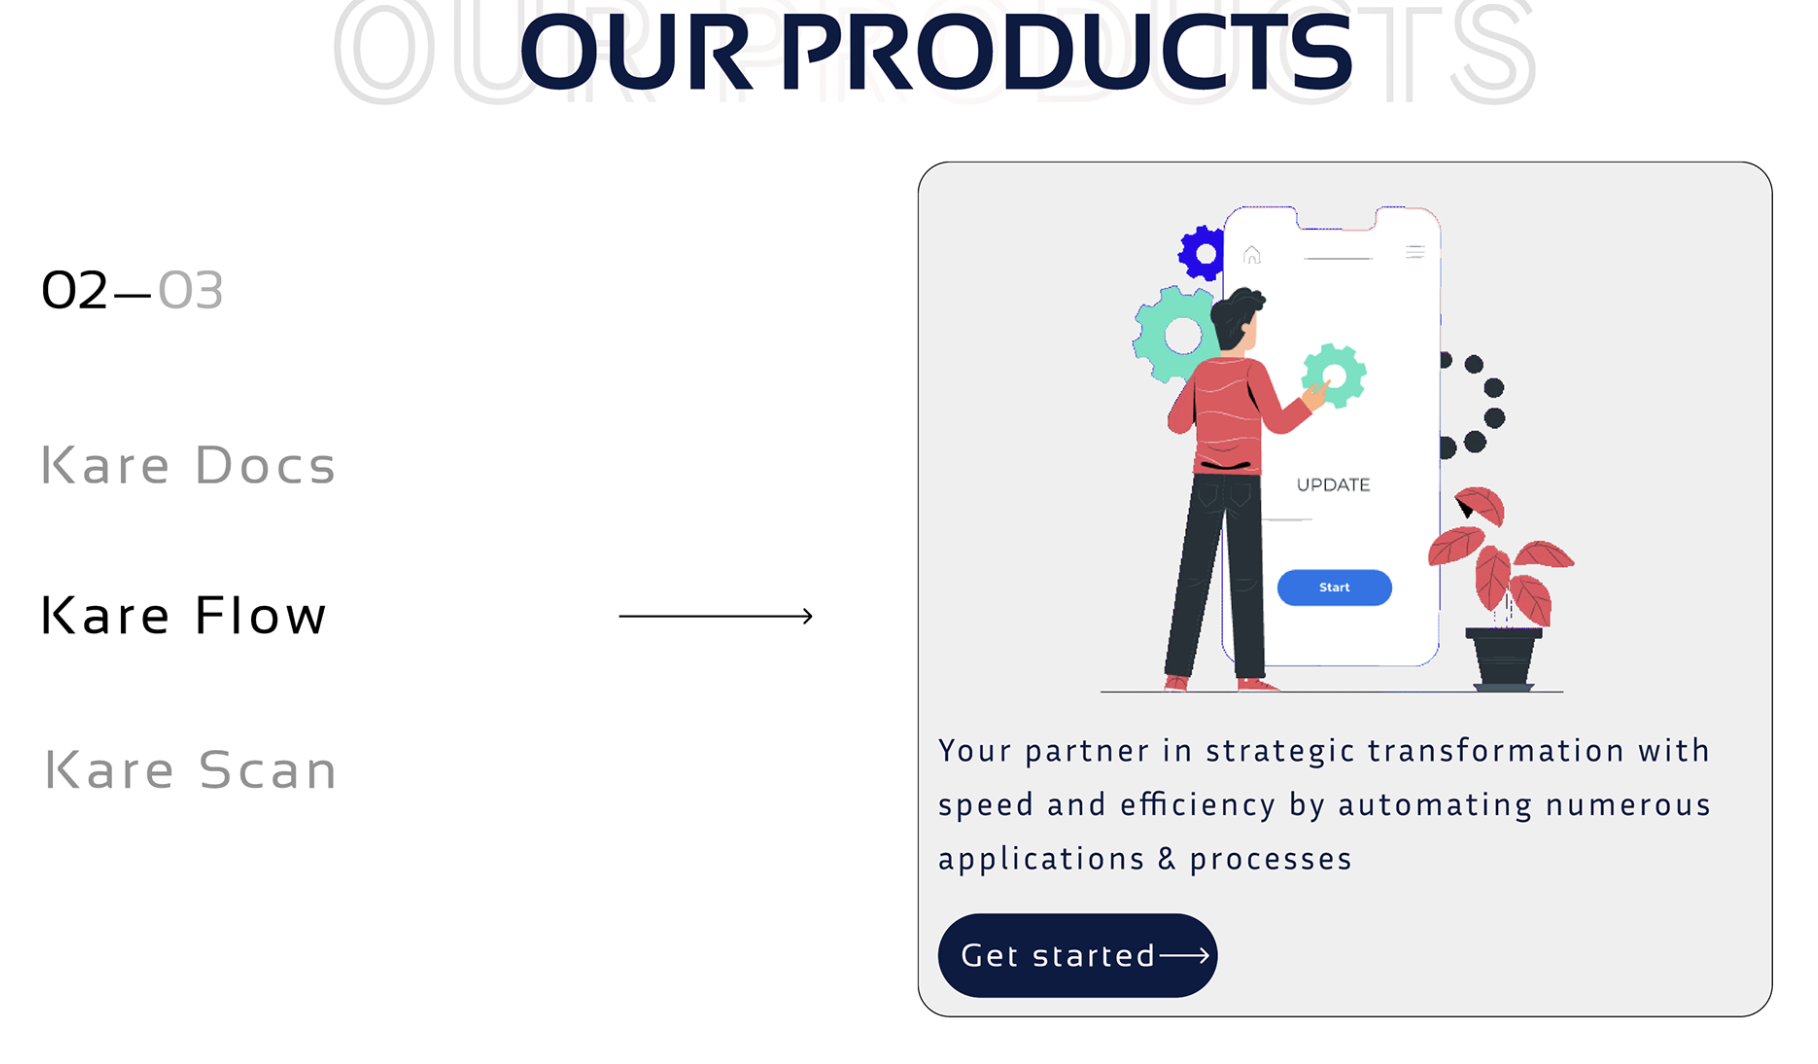 OUR PRODUCTS
OUR PRODUCTS
02—03
Kare Docs
Kare Flow
Kare Scan
UPDATE
Start
Your partner in strategic transformation with
speed and efficiency by automating numerous
applications & processes
Get started